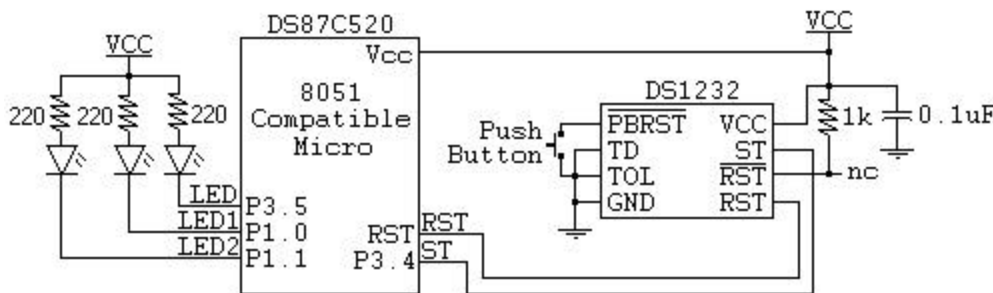 DS87C520
VCC
VCC
Vcc
220
220
220
8051
Compatible
Micro
DS1232
Push
Button
PBRST
TD
TOL
GND
VCC
ST
RST
RST
1k
0.1uF
nc
LED
LED1
LED2
P3.5
P1.0
P1.1
RST
P3.4
RST
ST